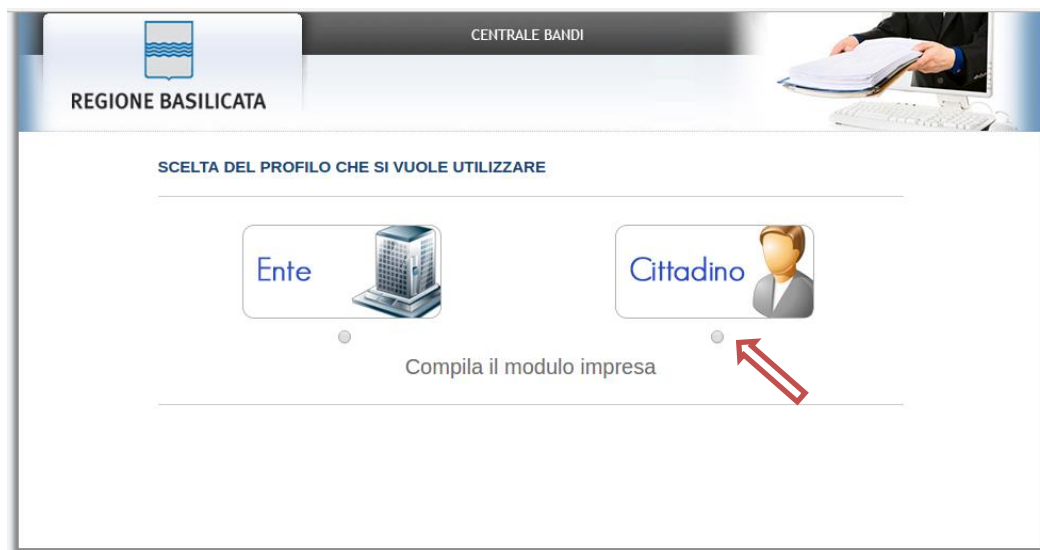 CENTRALE BANDI
REGIONE BASILICATA
SCELTA DEL PROFILO CHE SI VUOLE UTILIZZARE
Ente
Cittadino
Compila il modulo impresa